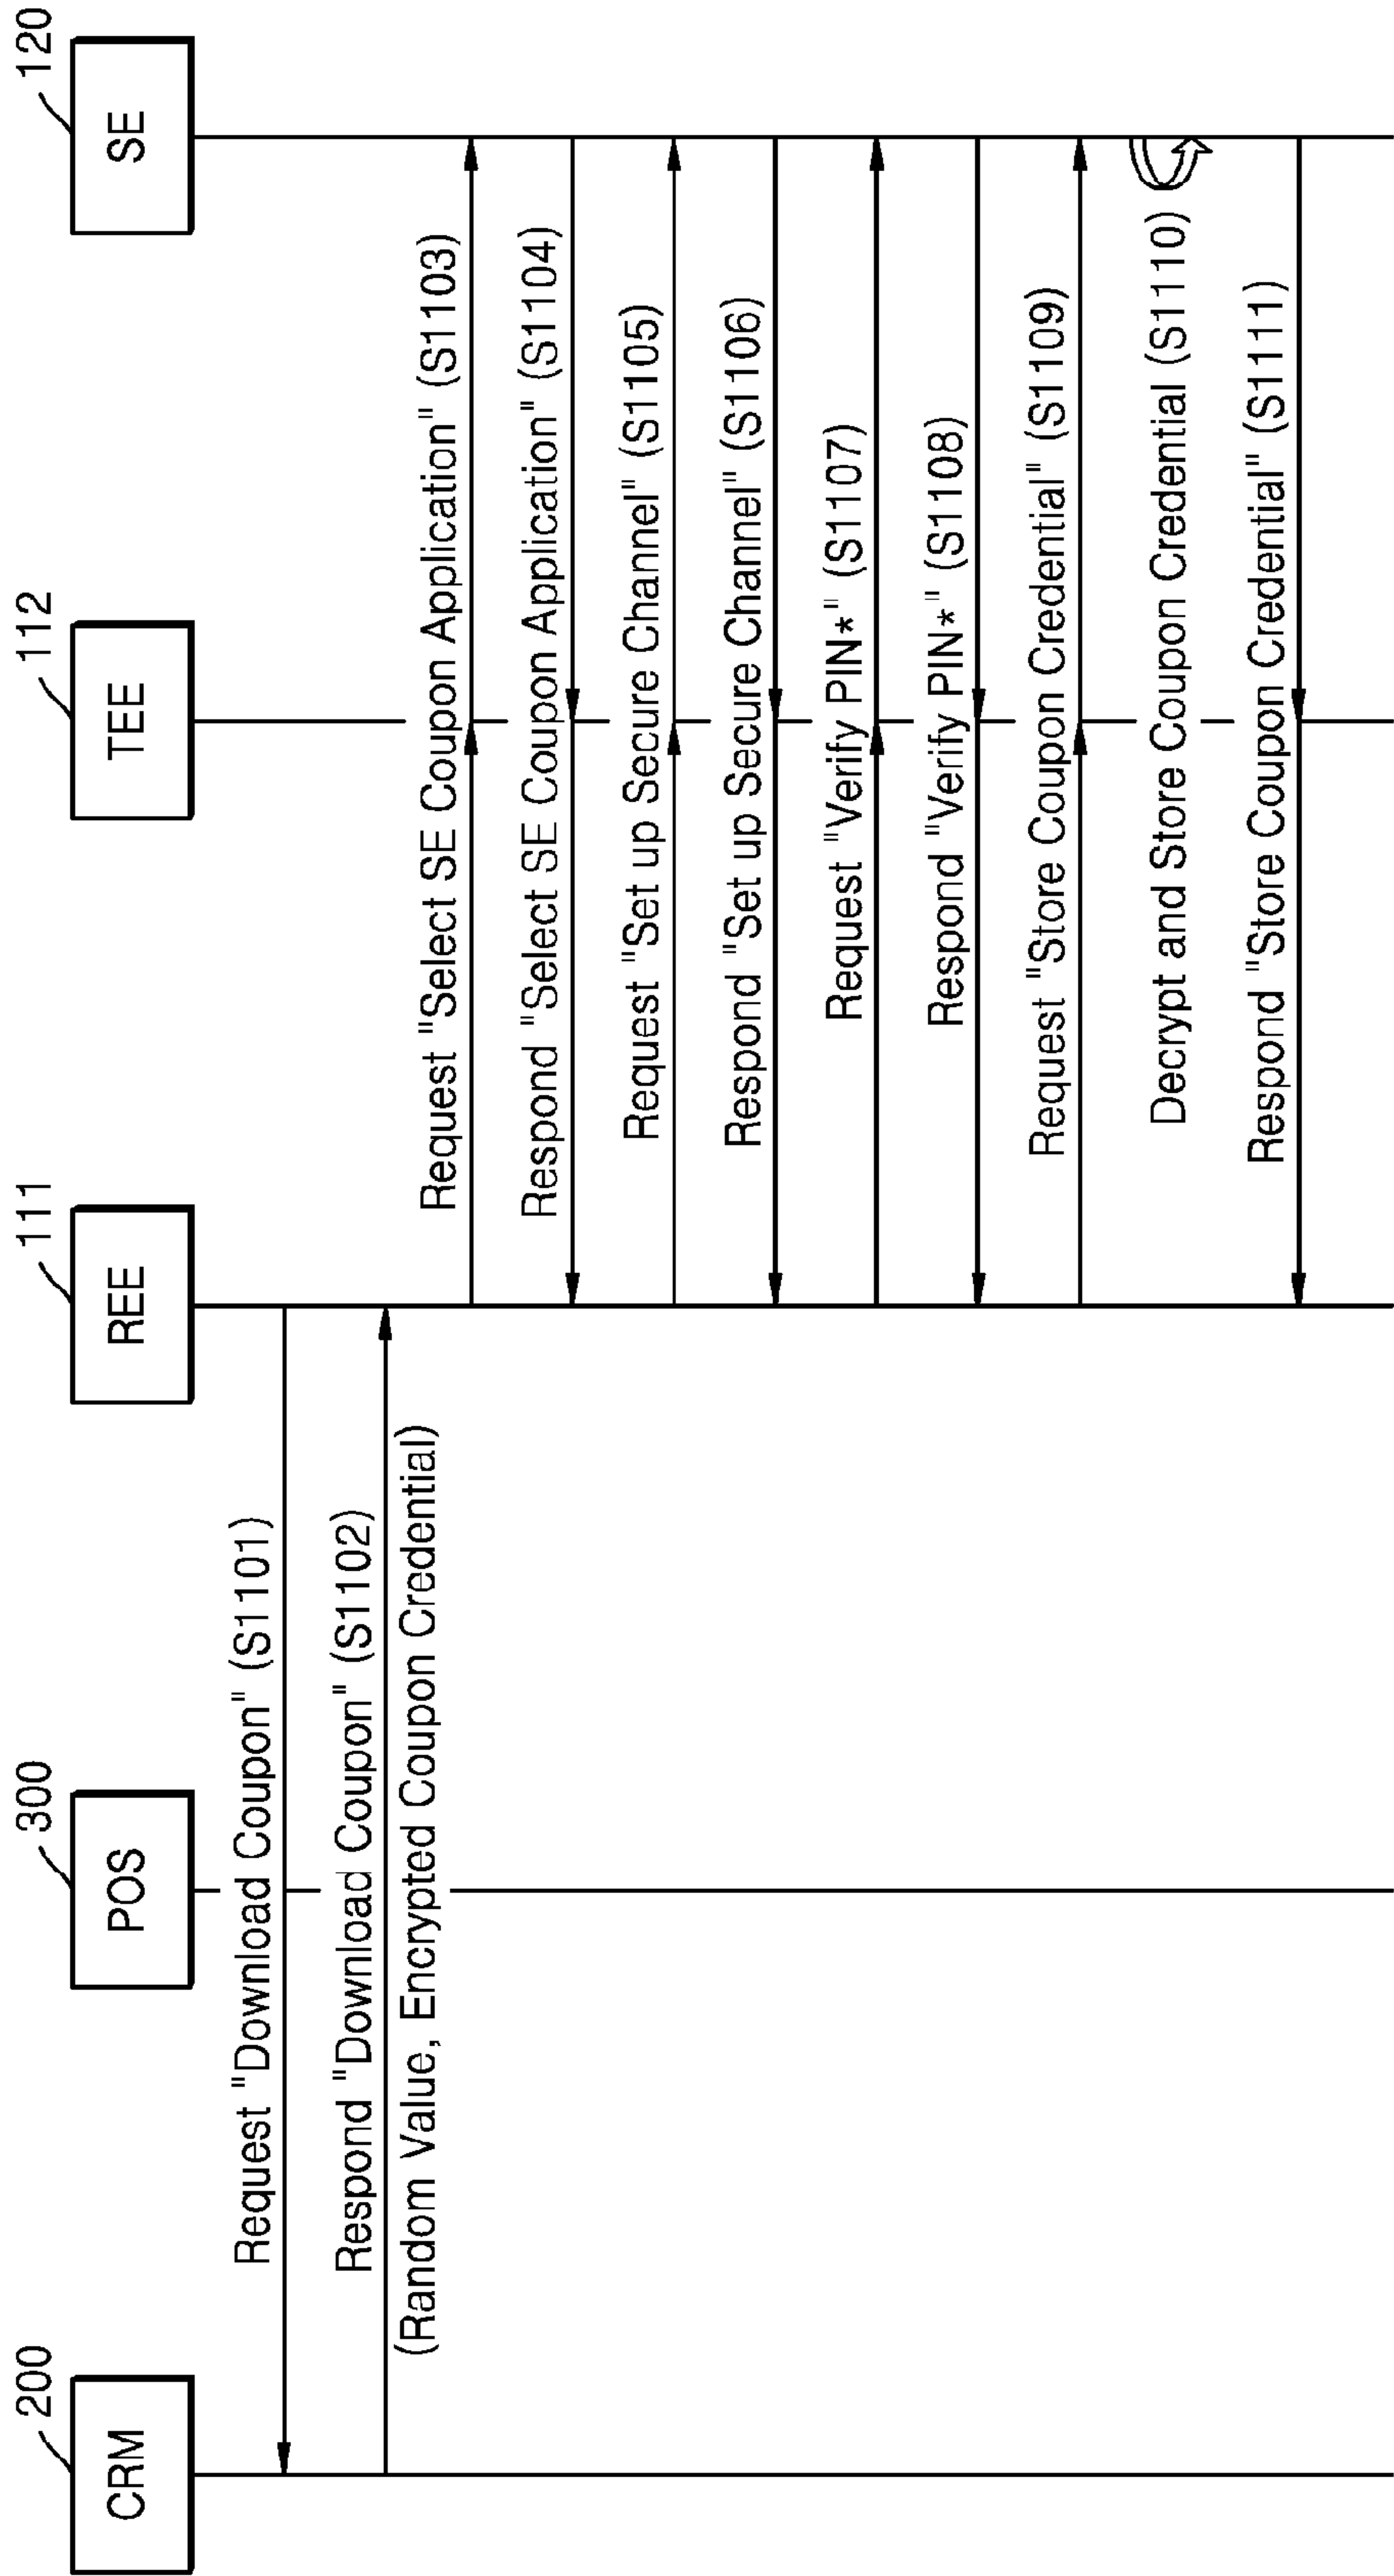 200
300
111
112
120
CRM
POS
REE
TEE
SE
Request "Download Coupon" (S1101)
Respond "Download Coupon" (S1102)
(Random Value, Encrypted Coupon Credential)
Request "Select SE Coupon Application" (S1103)
Respond "Select SE Coupon Application" (S1104)
Request "Set up Secure Channel" (S1105)
Respond "Set up Secure Channel" (S1106)
Request "Verify PIN*" (S1107)
Respond "Verify PIN*" (S1108)
Request "Store Coupon Credential" (S1109)
Decrypt and Store Coupon Credential (S1110)
Respond "Store Coupon Credential" (S1111)